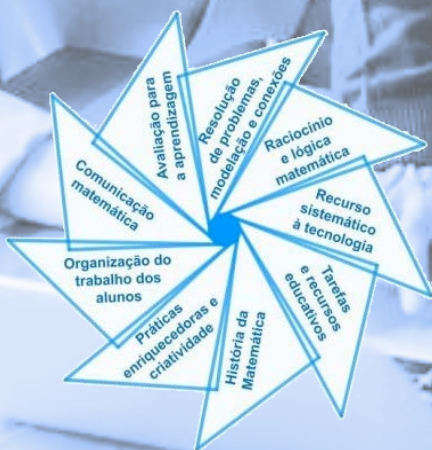 Avaliação para
a aprendizagem
Resolução
de problemas,
modelação e conexões
Raciocínio
e lógica
matemática
Recurso
sistemático
à tecnologia
Tarefas
e recursos
educativos
História da
Matemática
Práticas
enriquecedoras e
criatividade
Organização do
trabalho dos
alunos
Comunicação
matemática